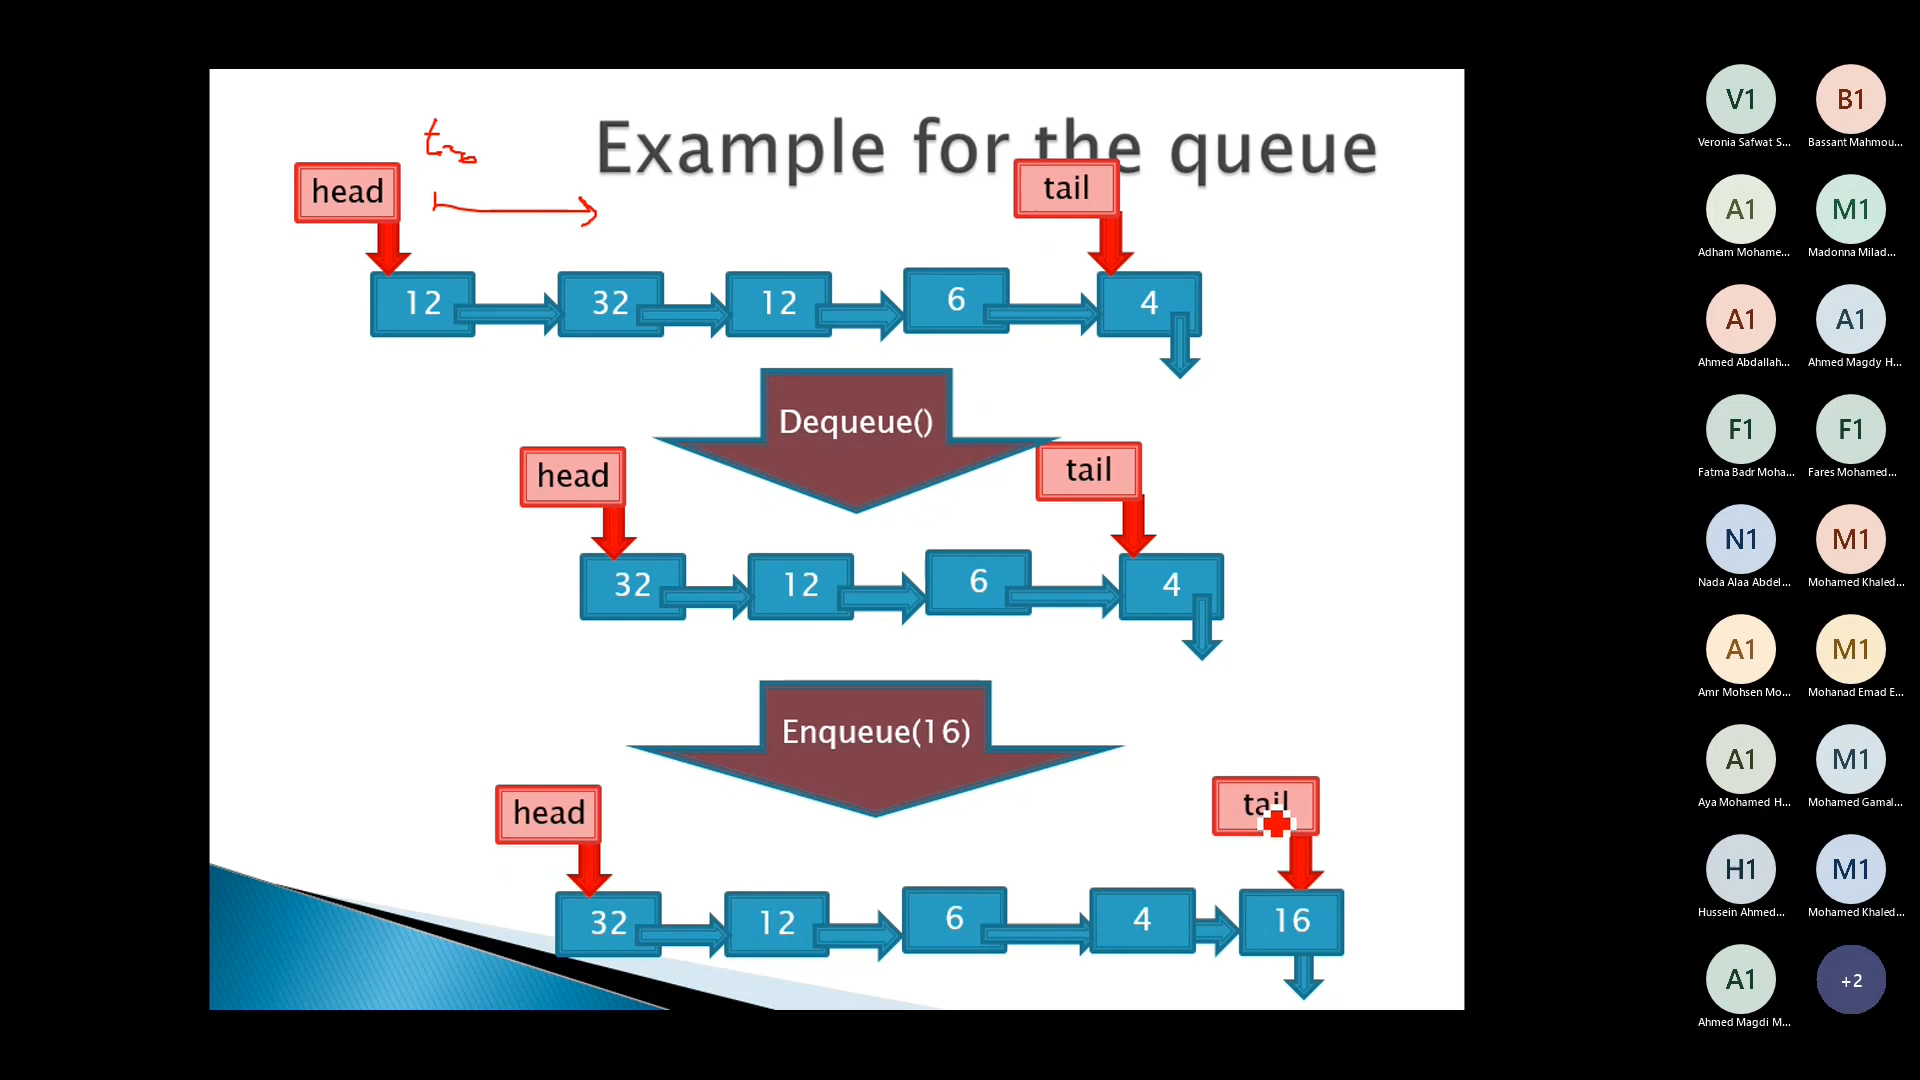 Example for the queue
head
tail
12 32 12 6 4
Dequeue()
head
tail
32 12 6 4
Enqueue(16)
head
tail
32 12 6 4 16
V1 B1
Veronia Safwat S... Bassant Mahmou...
A1 M1
Adham Mohame... Madonna Milad...
A1 A1
Ahmed Abdallah... Ahmed Magdy H...
F1 F1
Fatma Badr Moha... Fares Mohamed...
N1 M1
Nada Alaa Abdel... Mohamed Khaled...
A1 M1
Amr Mohsen Mo... Mohanad Emad E...
A1 M1
Aya Mohamed H... Mohamed Gamal...
H1 M1
Hussein Ahmed... Mohamed Khaled...
A1 +2
Ahmed Magdi M...